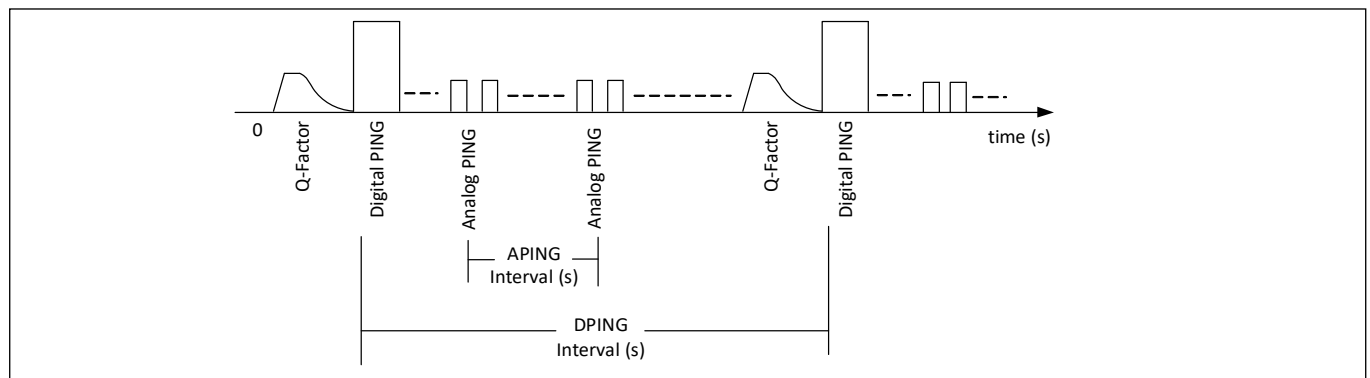 0
Q-Factor
Digital PING
Analog PING
Analog PING
Q-Factor
Digital PING
time (s)
APING
Interval (s)
DPING
Interval (s)